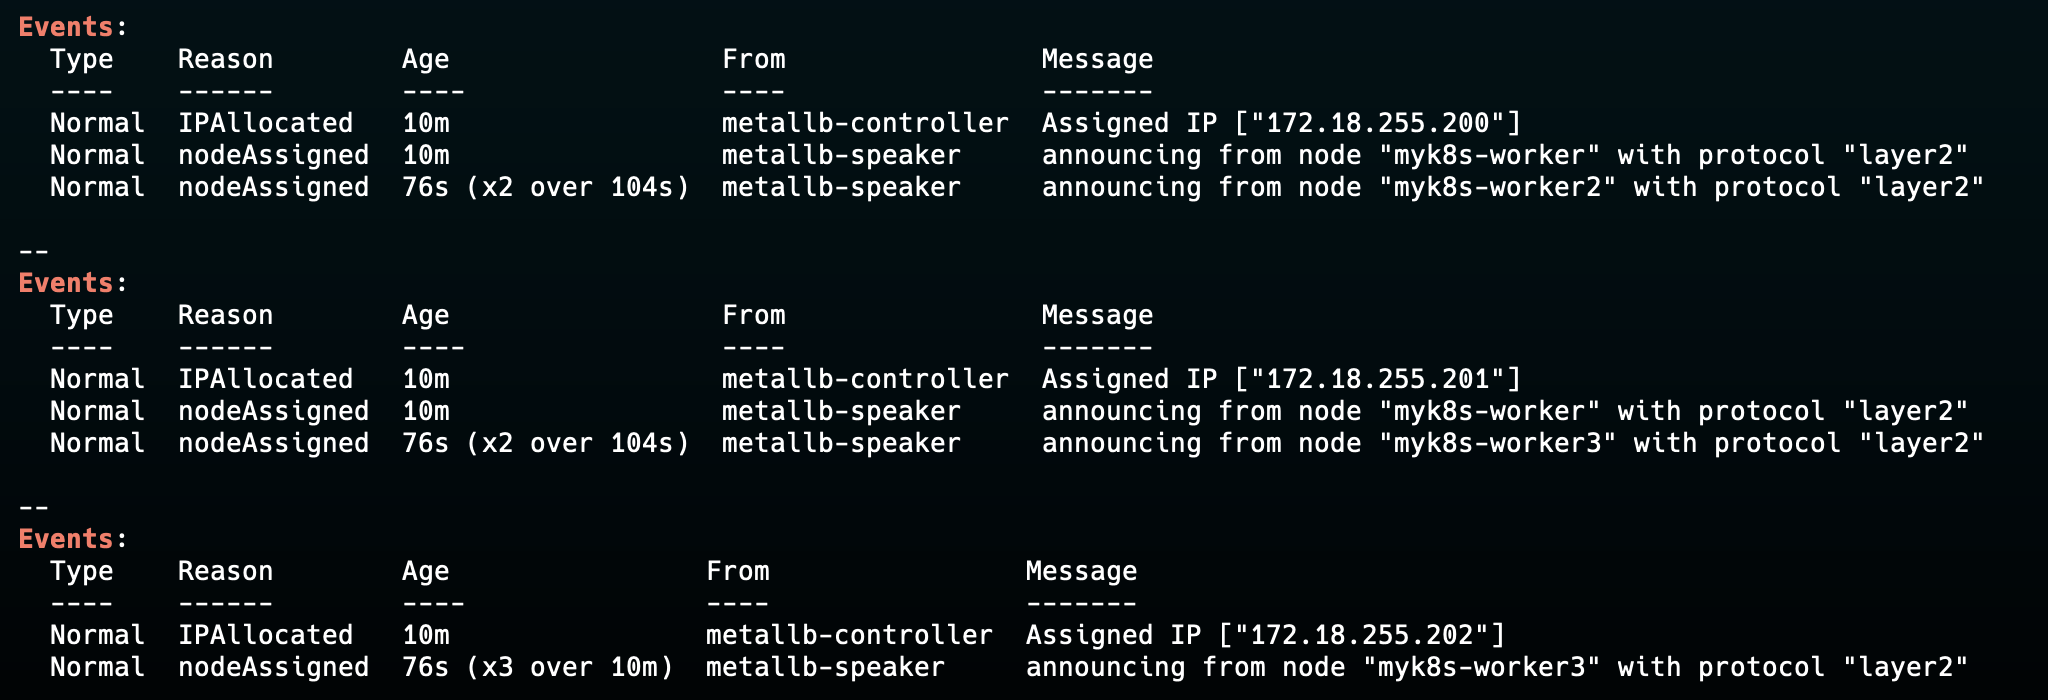 Events:
  Type    Reason        Age                 From                Message
  ----    ------        ----                ----                -------
  Normal  IPAllocated   10m                 metallb-controller  Assigned IP ["172.18.255.200"]
  Normal  nodeAssigned  10m                 metallb-speaker     announcing from node "myk8s-worker" with protocol "layer2"
  Normal  nodeAssigned  76s (x2 over 104s)  metallb-speaker     announcing from node "myk8s-worker2" with protocol "layer2"
--
Events:
  Type    Reason        Age                 From                Message
  ----    ------        ----                ----                -------
  Normal  IPAllocated   10m                 metallb-controller  Assigned IP ["172.18.255.201"]
  Normal  nodeAssigned  10m                 metallb-speaker     announcing from node "myk8s-worker" with protocol "layer2"
  Normal  nodeAssigned  76s (x2 over 104s)  metallb-speaker     announcing from node "myk8s-worker3" with protocol "layer2"
--
Events:
  Type    Reason        Age                From                Message
  ----    ------        ----               ----                -------
  Normal  IPAllocated   10m                metallb-controller  Assigned IP ["172.18.255.202"]
  Normal  nodeAssigned  76s (x3 over 10m)  metallb-speaker     announcing from node "myk8s-worker3" with protocol "layer2"